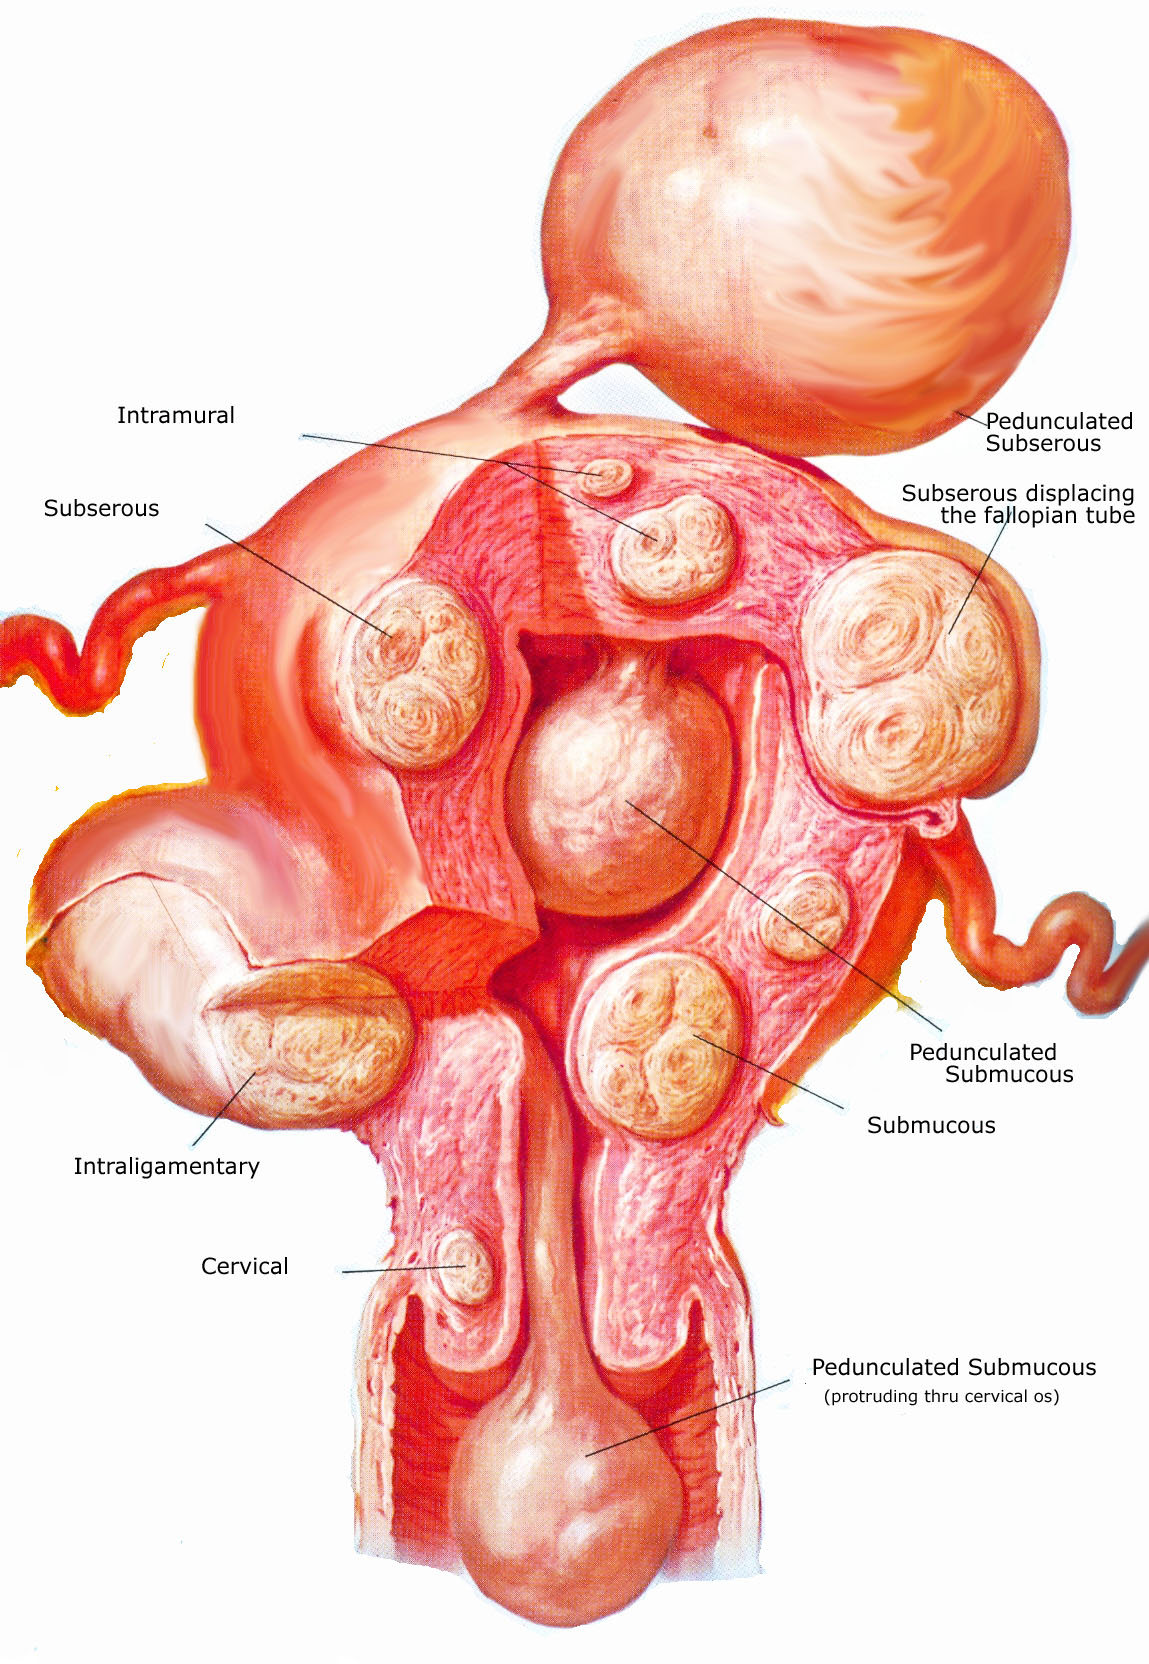 Intramural
Pedunculated
Subserous
Subserous displacing
the fallopian tube
Subserous
Pedunculated
Submucous
Submucous
Intraligamentary
Cervical
Pedunculated Submucous
(protruding thru cervical os)